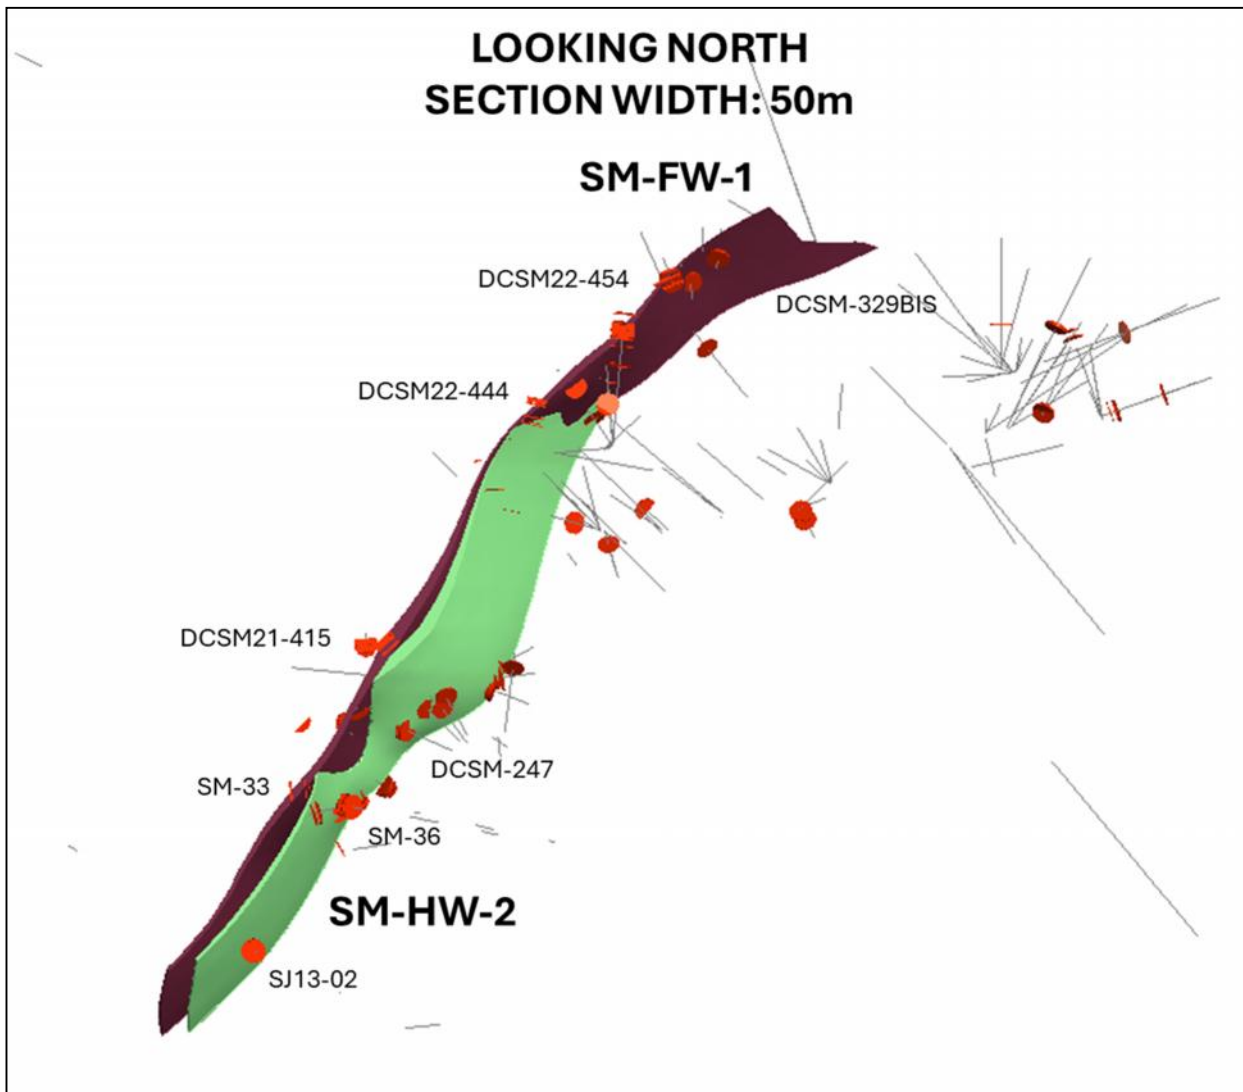 LOOKING NORTH
SECTION WIDTH: 50m
SM-FW-1
DCSM22-454
DCSM-329BIS
DCSM22-444
DCSM21-415
DCSM-247
SM-33
SM-36
SM-HW-2
SJ13-02